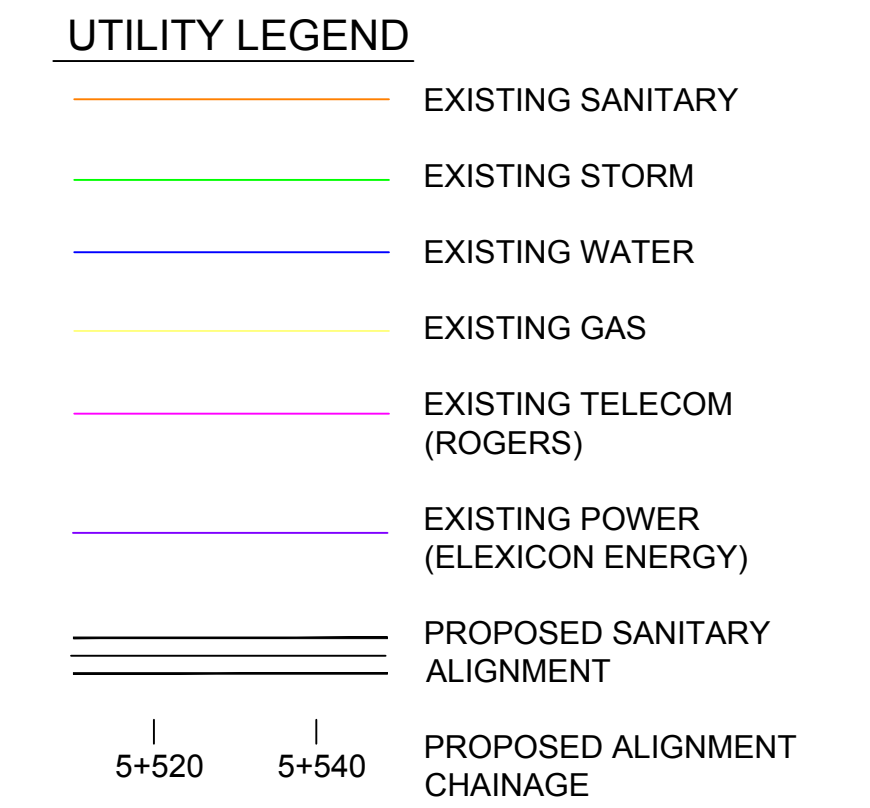 UTILITY LEGEND
EXISTING SANITARY
EXISTING STORM
EXISTING WATER
EXISTING GAS
EXISTING TELECOM
(ROGERS)
EXISTING POWER
(ELEXICON ENERGY)
PROPOSED SANITARY
ALIGNMENT
5+520 5+540
PROPOSED ALIGNMENT
CHAINAGE